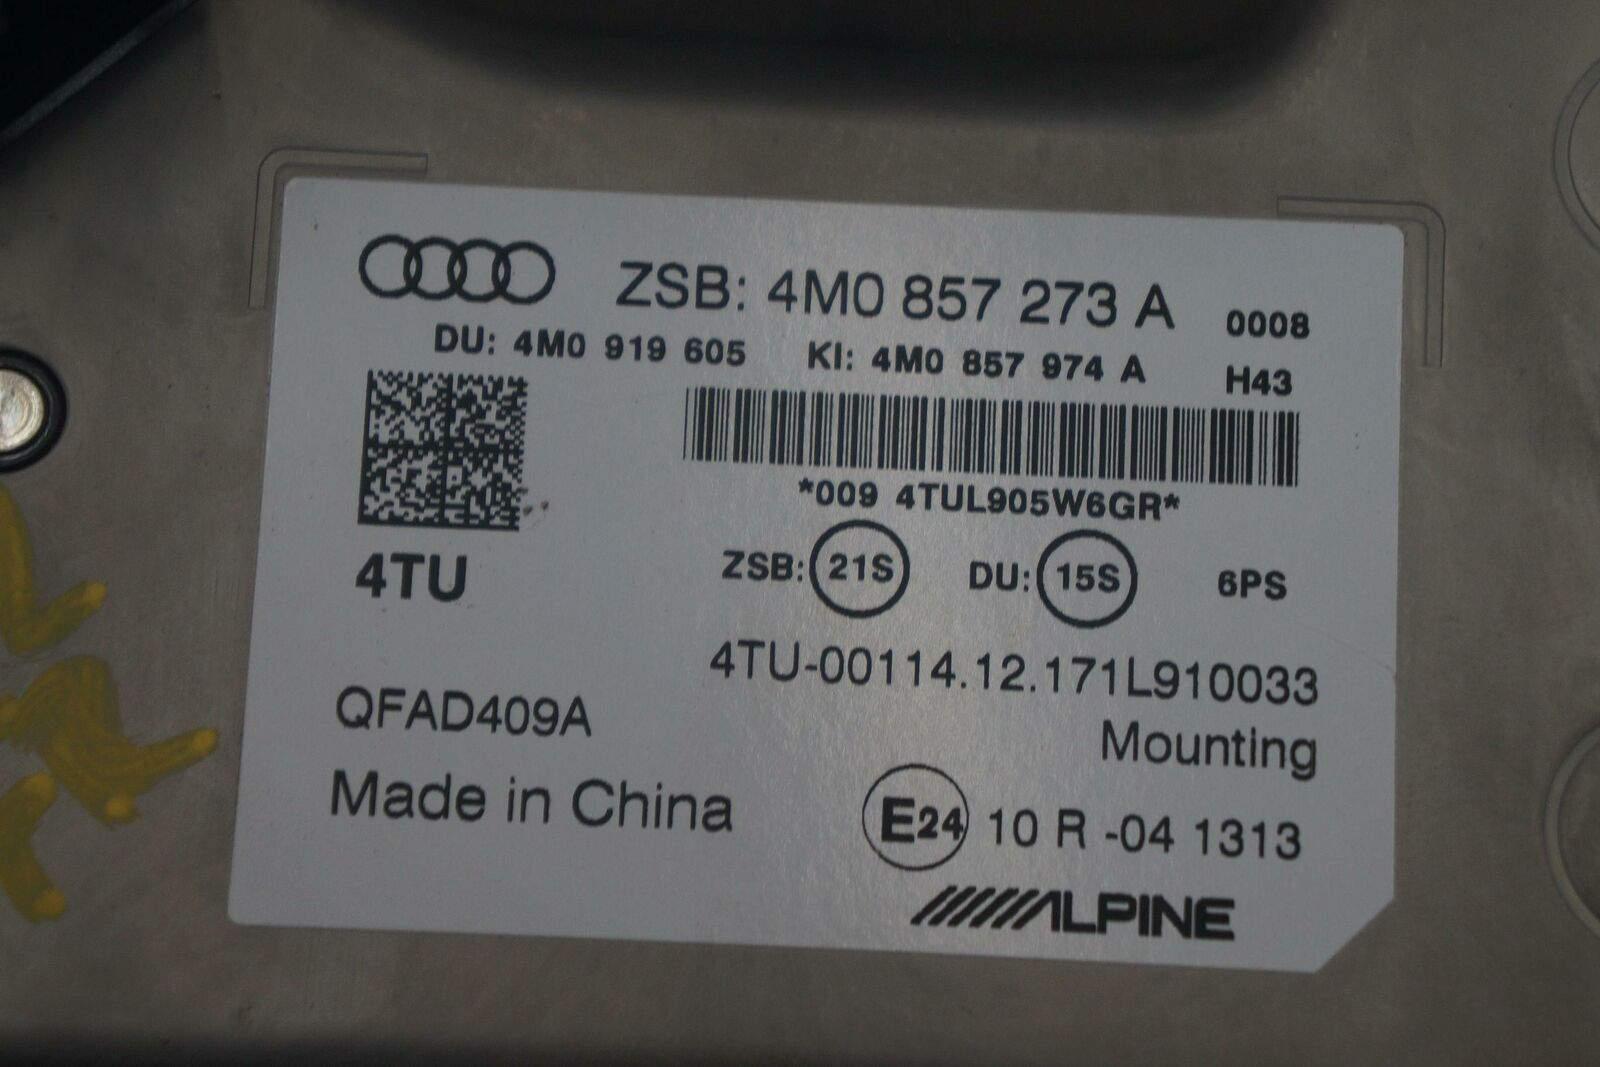 ZSB: 4M0 857 273 A 0008
DU: 4M0 919 605 KI: 4M0 857 974 A H43
*009 4TUL905W6GR*
4TU
ZSB: 21S DU: 15S 6PS
4TU-00114.12.171L910033
QFAD409A
Mounting
Made in China
E24 10 R -04 1313
ALPINE